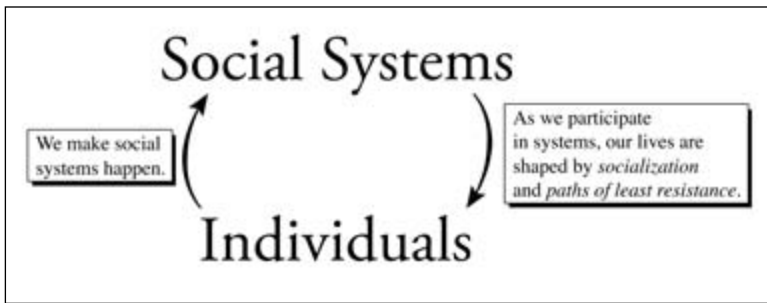 Social Systems
We make social
systems happen.
As we participate
in systems, our lives are
shaped by socialization
and paths of least resistance.
Individuals